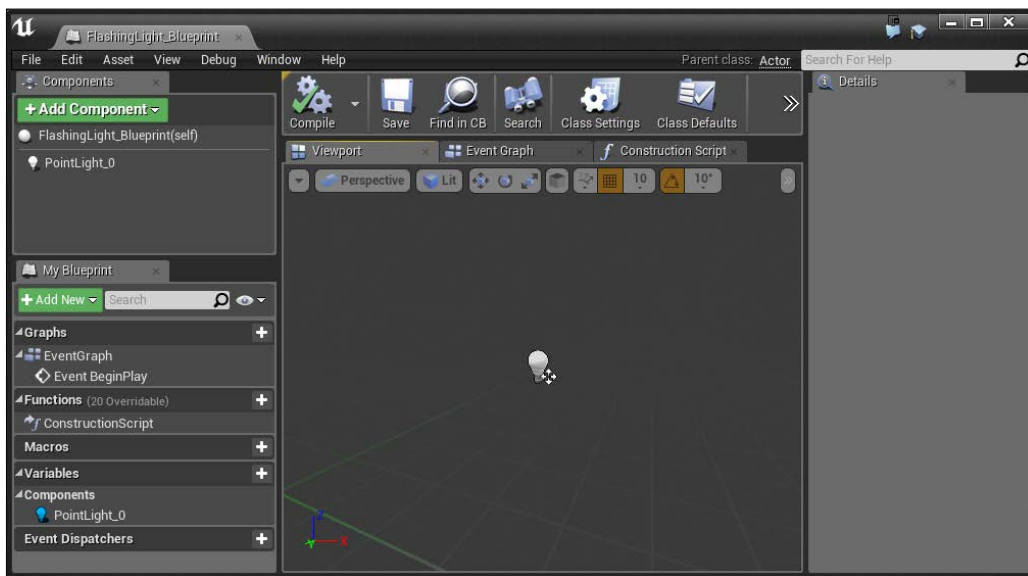 FlashingLight_Blueprint
File Edit Asset View Debug Window Help
Parent class: Actor
Search For Help
Components
+Add Component
FlashingLight_Blueprint(self)
PointLight_0
Compile Save Find in CB Search Class Settings Class Defaults
Details
Viewport Event Graph Construction Script
Perspective Lit 10 10°
My Blueprint
+Add New Search
Graphs
EventGraph
Event BeginPlay
Functions (20 Overridable)
ConstructionScript
Macros
Variables
Components
PointLight_0
Event Dispatchers
Z
X
Y